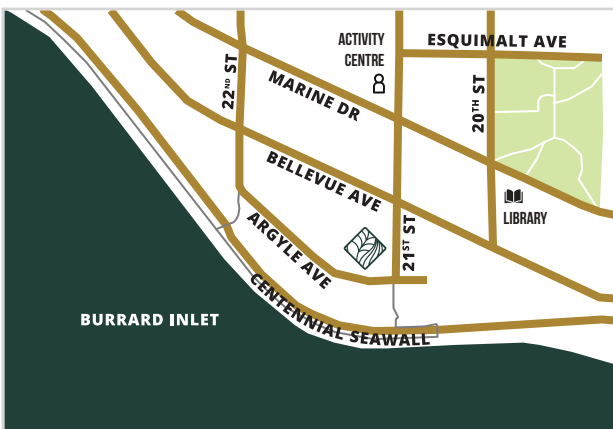 ACTIVITY
CENTRE
ESQUIMALT AVE
22ND ST
MARINE DR
20TH ST
BELLEVUE AVE
LIBRARY
ARGYLE AVE
21ST ST
CENTENNIAL SEAWALL
BURRARD INLET